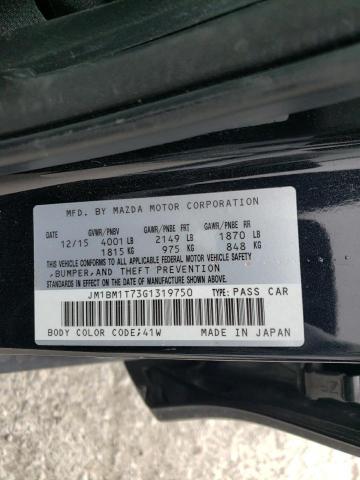 MFD. BY MAZDA MOTOR CORPORATION
DATE GVWR/PNBV GAWR/PNBE FRT GAWR/PNBE RR
12/15 4001 LB 2149 LB 1870 LB
1815 KG 975 KG 848 KG
THIS VEHICLE CONFORMS TO ALL APPLICABLE
FEDERAL MOTOR VEHICLE SAFETY
,BUMPER,AND THEFT PREVENTION
STANDARDS IN EFFECT ON THE DATE OF
MANUFACTURE SHOWN ABOVE.
JM1BM1T73G1319750 TYPE:PASS CAR
BODY COLOR CODE;41W MADE IN JAPAN